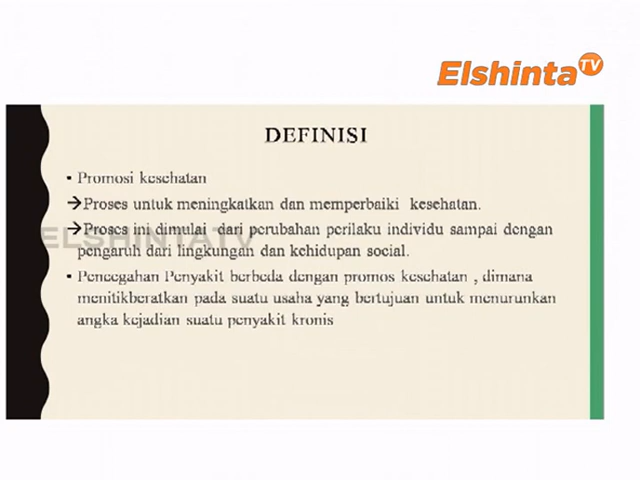 Elshinta TV
DEFINISI
• Promosi kesehatan
→Proses untuk meningkatkan dan memperbaiki kesehatan.
→Proses ini dimulai dari perubahan perilaku individu sampai dengan
pengaruh dari lingkungan dan kehidupan social.
ELSHINTATV
• Pencegahan Penyakit berbeda dengan promos kesehatan , dimana
menitikberatkan pada suatu usaha yang bertujuan untuk menurunkan
angka kejadian suatu penyakit kronis